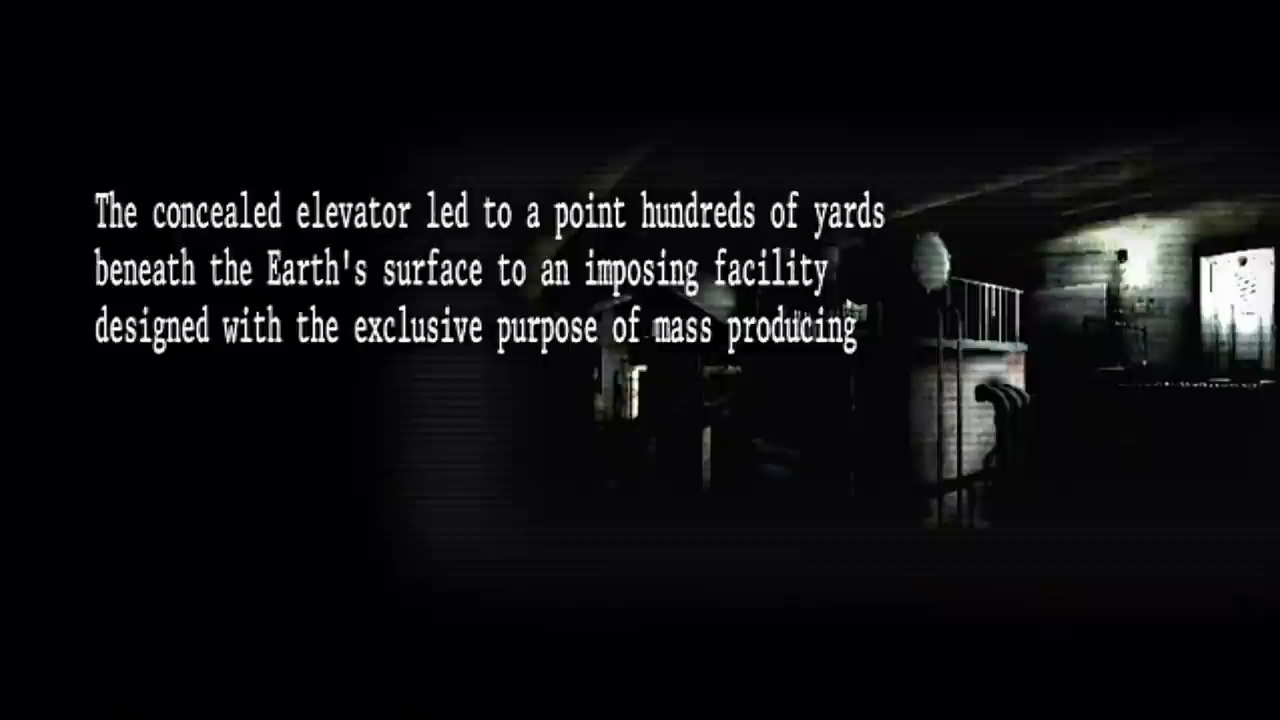 The concealed elevator led to a point hundreds of yards
beneath the Earth's surface to an imposing facility
designed with the exclusive purpose of mass producing